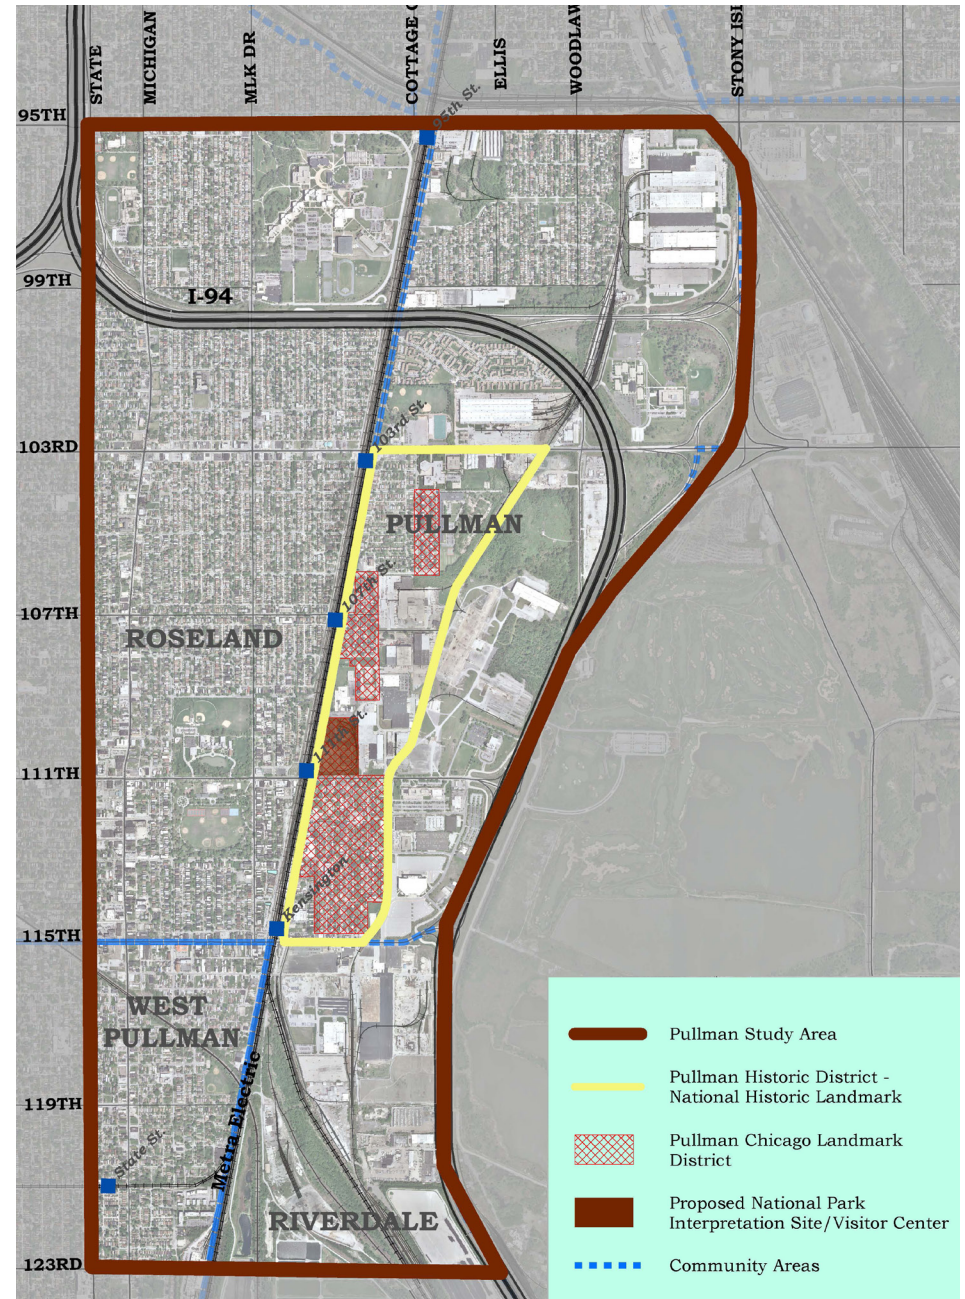 STATE
MICHIGAN
MLK DR
COTTAGE
ELLIS
WOODLAW
STONY ISL
95TH
95th St.
99TH
I-94
103RD
103rd St.
PULLMAN
107TH
107th St.
ROSELAND
111TH
111th St.
Kensington
115TH
WEST
PULLMAN
119TH
Metra Electric
State St.
RIVERDALE
123RD
Pullman Study Area
Pullman Historic District -
National Historic Landmark
Pullman Chicago Landmark
District
Proposed National Park
Interpretation Site/Visitor Center
Community Areas